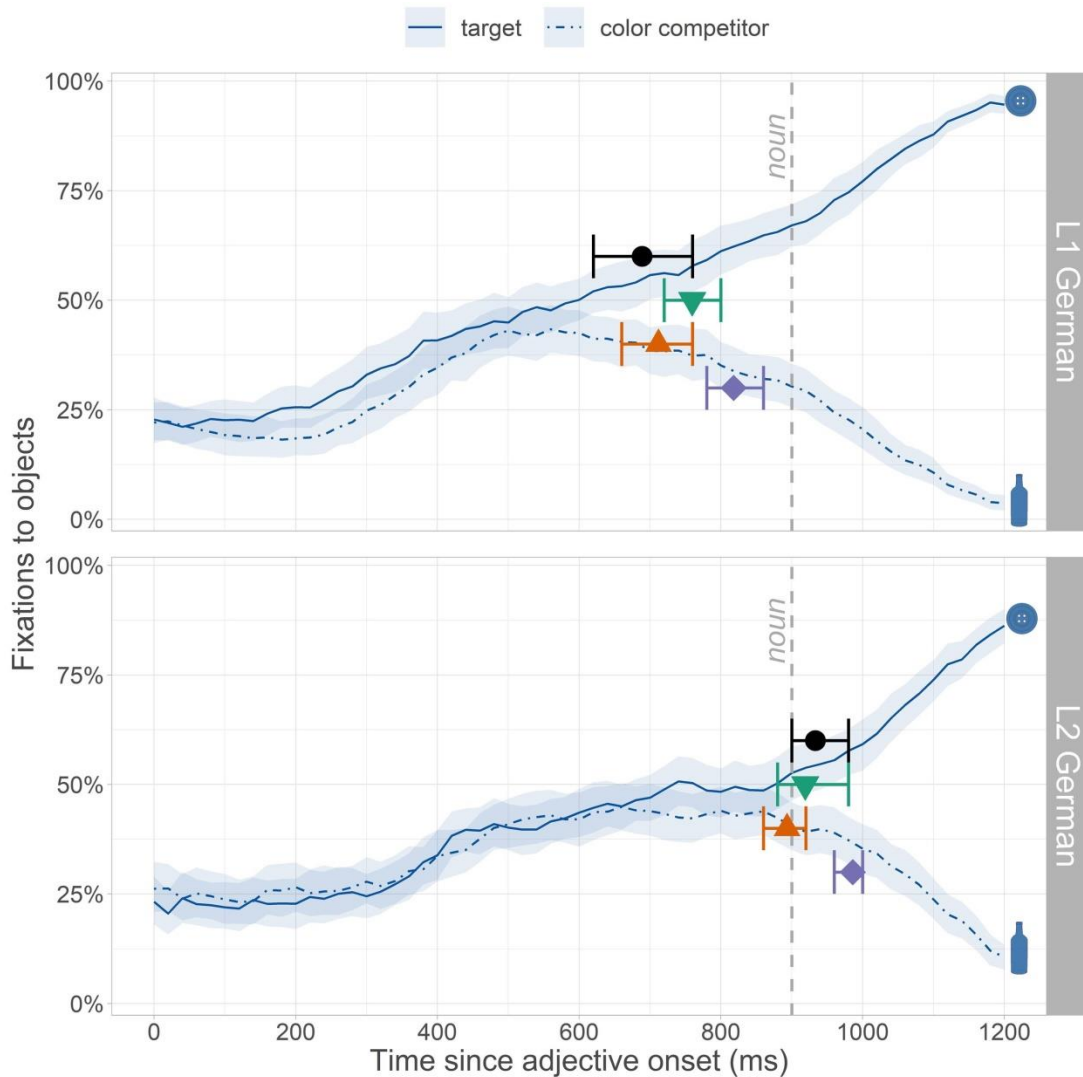 target color competitor
100%
75%
50%
25%
0%
noun
L1 German
100%
75%
50%
25%
0%
noun
L2 German
Fixations to objects
0 200 400 600 800 1000 1200
Time since adjective onset (ms)